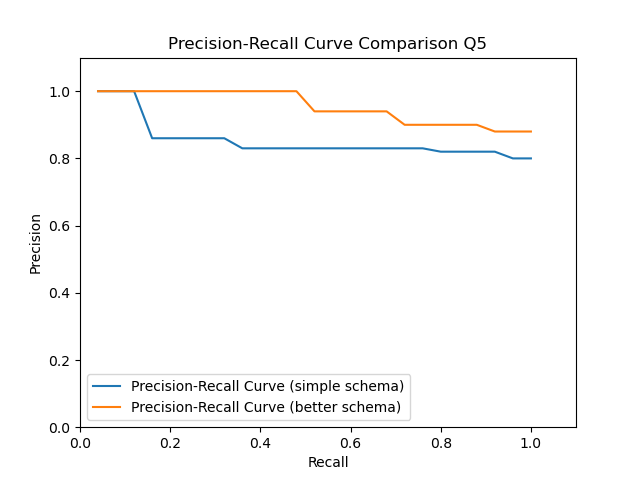 Precision-Recall Curve Comparison Q5
1.0
0.8
0.6
0.4
0.2
0.0
Precision
Precision-Recall Curve (simple schema)
Precision-Recall Curve (better schema)
0.0 0.2 0.4 0.6 0.8 1.0
Recall